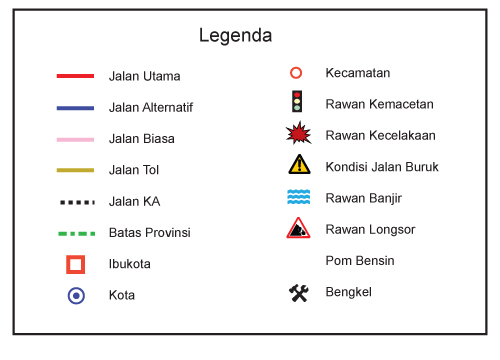 Legenda
Jalan Utama
Jalan Alternatif
Jalan Biasa
Jalan Tol
Jalan KA
Batas Provinsi
Ibukota
Kota
Kecamatan
Rawan Kemacetan
Rawan Kecelakaan
Kondisi Jalan Buruk
Rawan Banjir
Rawan Longsor
Pom Bensin
Bengkel